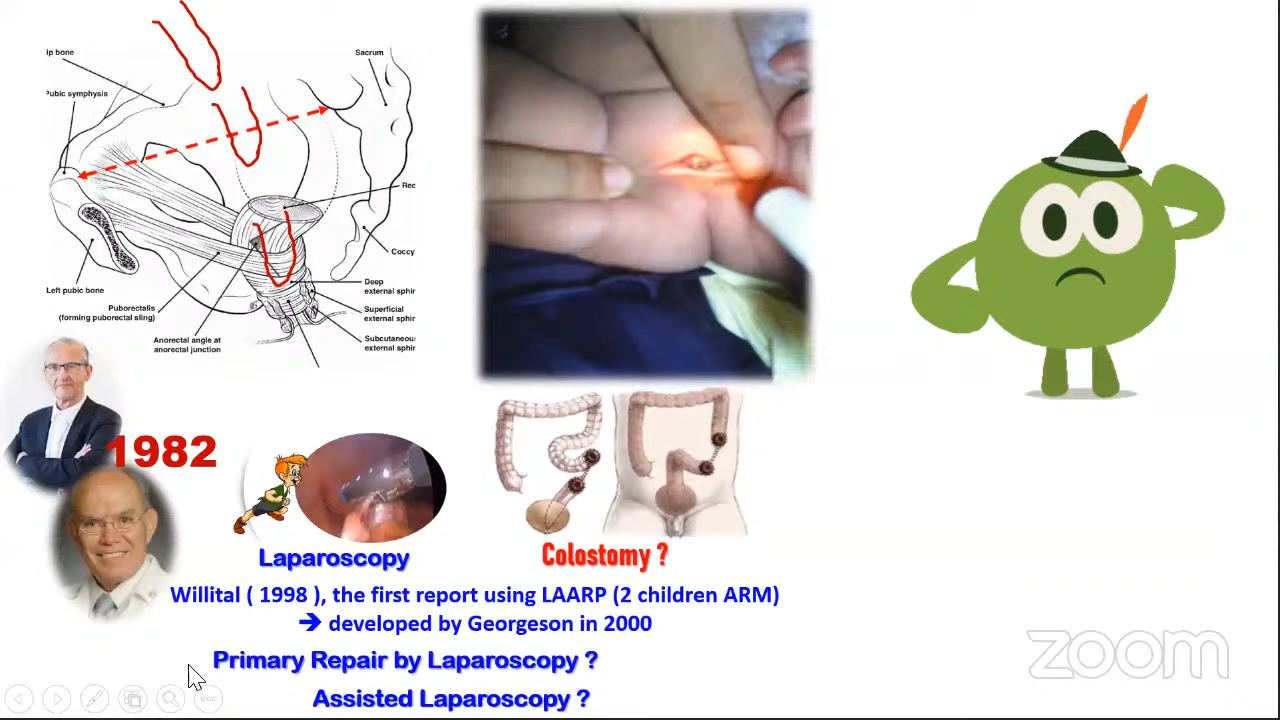 ip bone
Sacrum
Pubic symphysis
Rec
Coccy
Left pubic bone
Deep
external sphir
Puborectalis
(forming puborectal sling)
Superficial
external sphir
Anorectal angle at
anorectal junction
Subcutaneous
external sphir
1982
Laparoscopy
Colostomy ?
Willital ( 1998 ), the first report using LAARP (2 children ARM)
➔ developed by Georgeson in 2000
Primary Repair by Laparoscopy ?
Assisted Laparoscopy ?
zoom